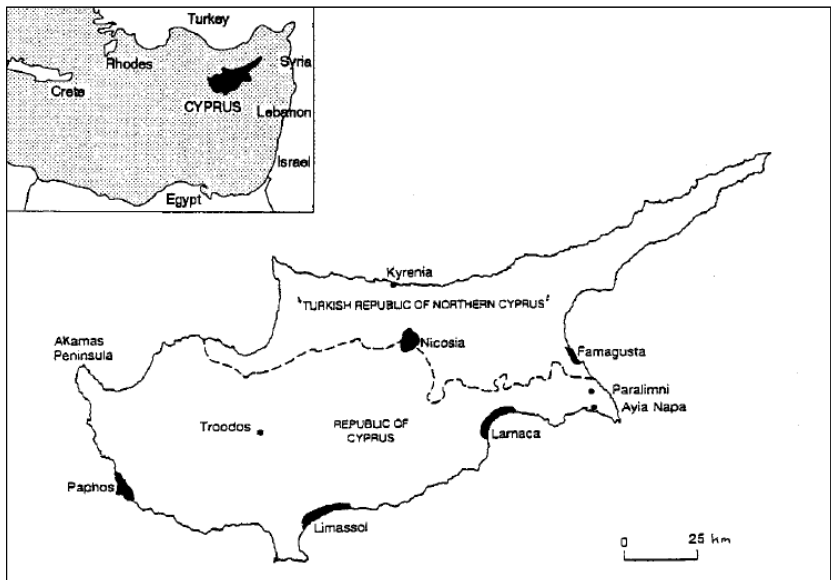 Turkey
Rhodes
Syria
Crete
CYPRUS
Lebanon
Israel
Egypt
Kyrenia
"TURKISH REPUBLIC OF NORTHERN CYPRUS"
Nicosia
AKamas
Peninsula
Famagusta
Paralimni
Ayia Napa
Troodos
REPUBLIC OF
CYPRUS
Larnaca
Paphos
Limassol
0 25 km